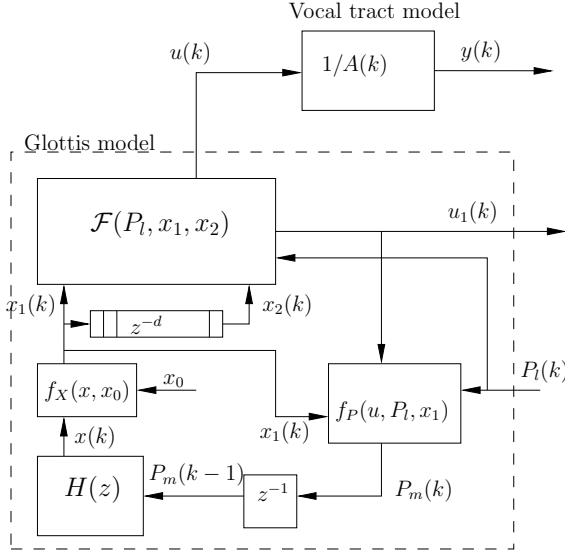 Vocal tract model
u(k)
1/A(k)
y(k)
Glottis model
F(P_l, x_1, x_2)
u_1(k)
x_1(k)
z^{-d}
x_2(k)
f_X(x, x_0)
x_0
P_l(k)
f_P(u, P_l, x_1)
x(k)
x_1(k)
H(z)
P_m(k − 1)
z^{-1}
P_m(k)